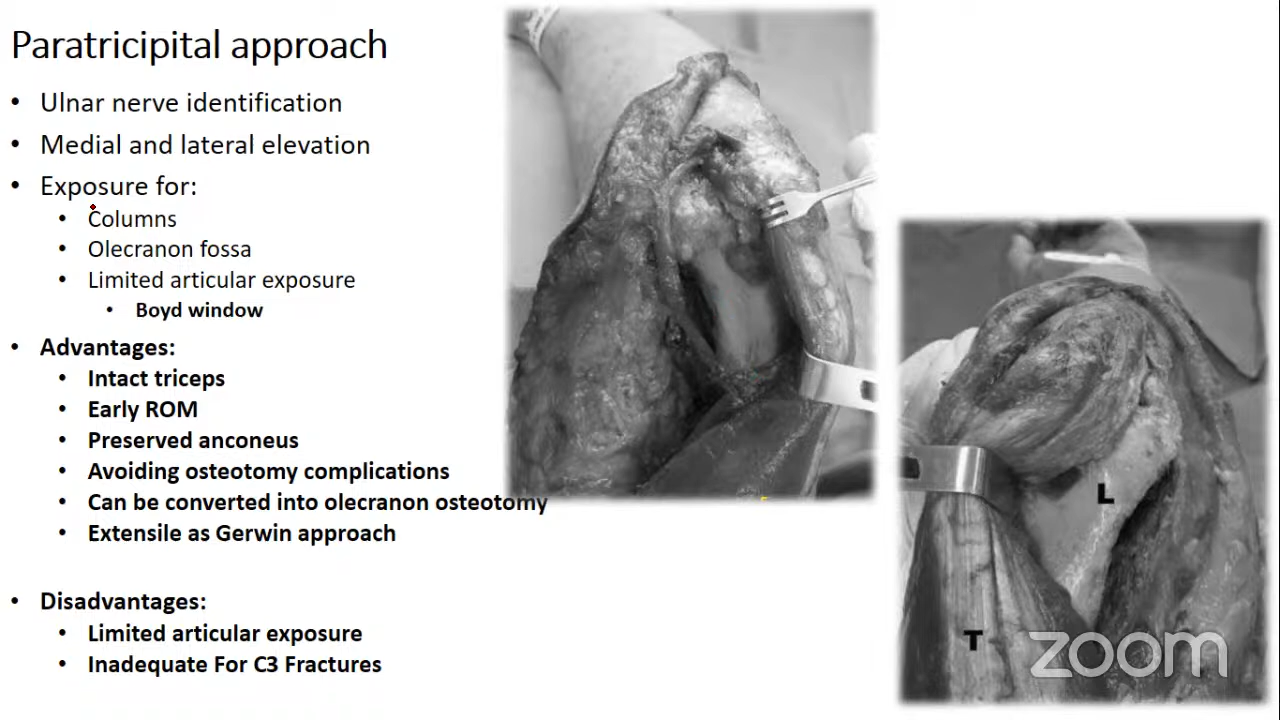 Paratricipital approach
• Ulnar nerve identification
• Medial and lateral elevation
• Exposure for:
• Columns
• Olecranon fossa
• Limited articular exposure
• Boyd window
• Advantages:
• Intact triceps
• Early ROM
• Preserved anconeus
• Avoiding osteotomy complications
• Can be converted into olecranon osteotomy
• Extensile as Gerwin approach
• Disadvantages:
• Limited articular exposure
• Inadequate For C3 Fractures
L
T
zoom